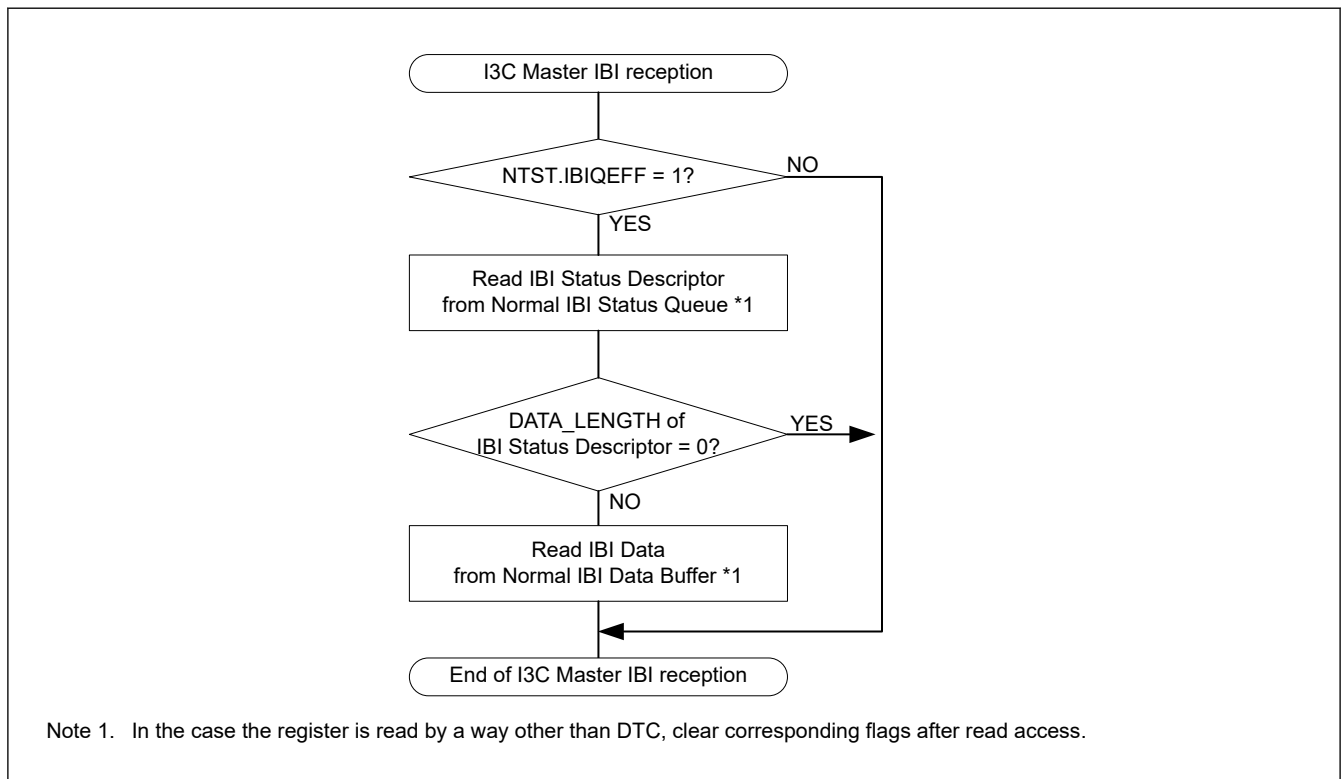 I3C Master IBI reception
NTST.IBIQEFF = 1?
NO
YES
Read IBI Status Descriptor
from Normal IBI Status Queue *1
DATA_LENGTH of
IBI Status Descriptor = 0?
YES
NO
Read IBI Data
from Normal IBI Data Buffer *1
End of I3C Master IBI reception
Note 1. In the case the register is read by a way other than DTC, clear corresponding flags after read access.